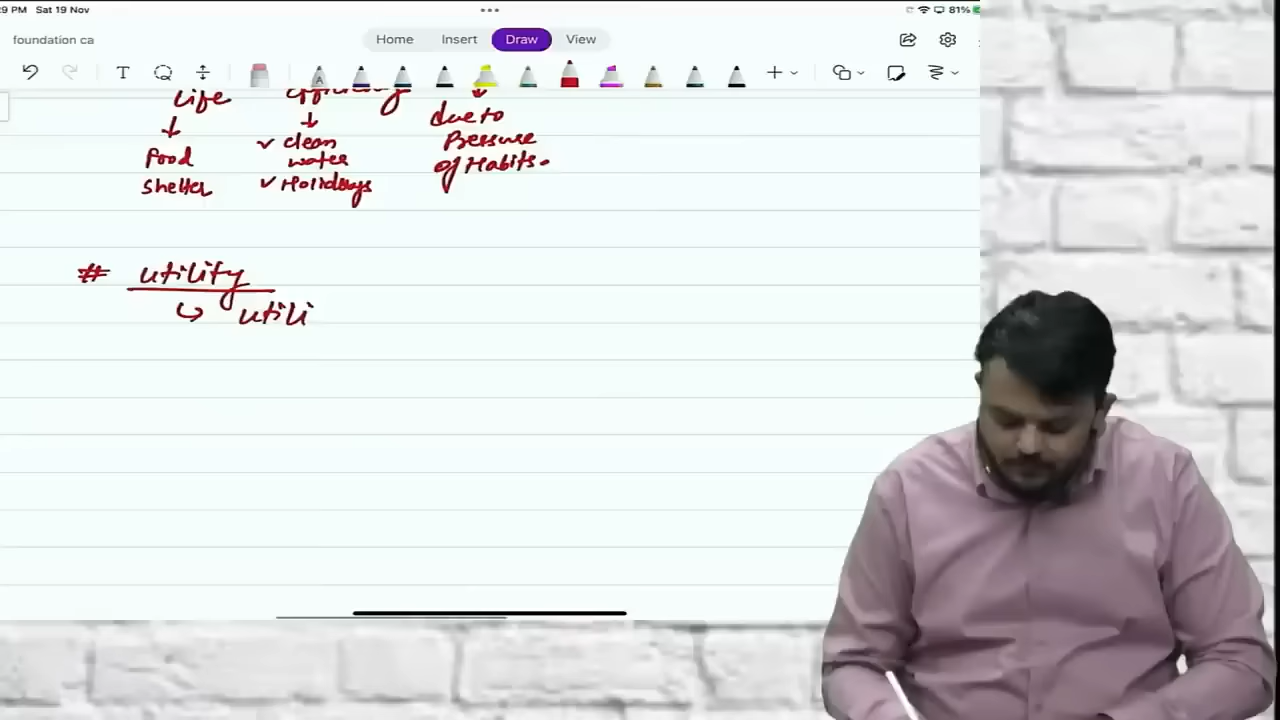 9 PM Sat 19 Nov
81%
foundation ca
Home Insert Draw View
T
A
Life
due to
Pressure
of Habits.
✓ clean
water
✓ Holidays
Food
Shelter
# utility
↳ utili